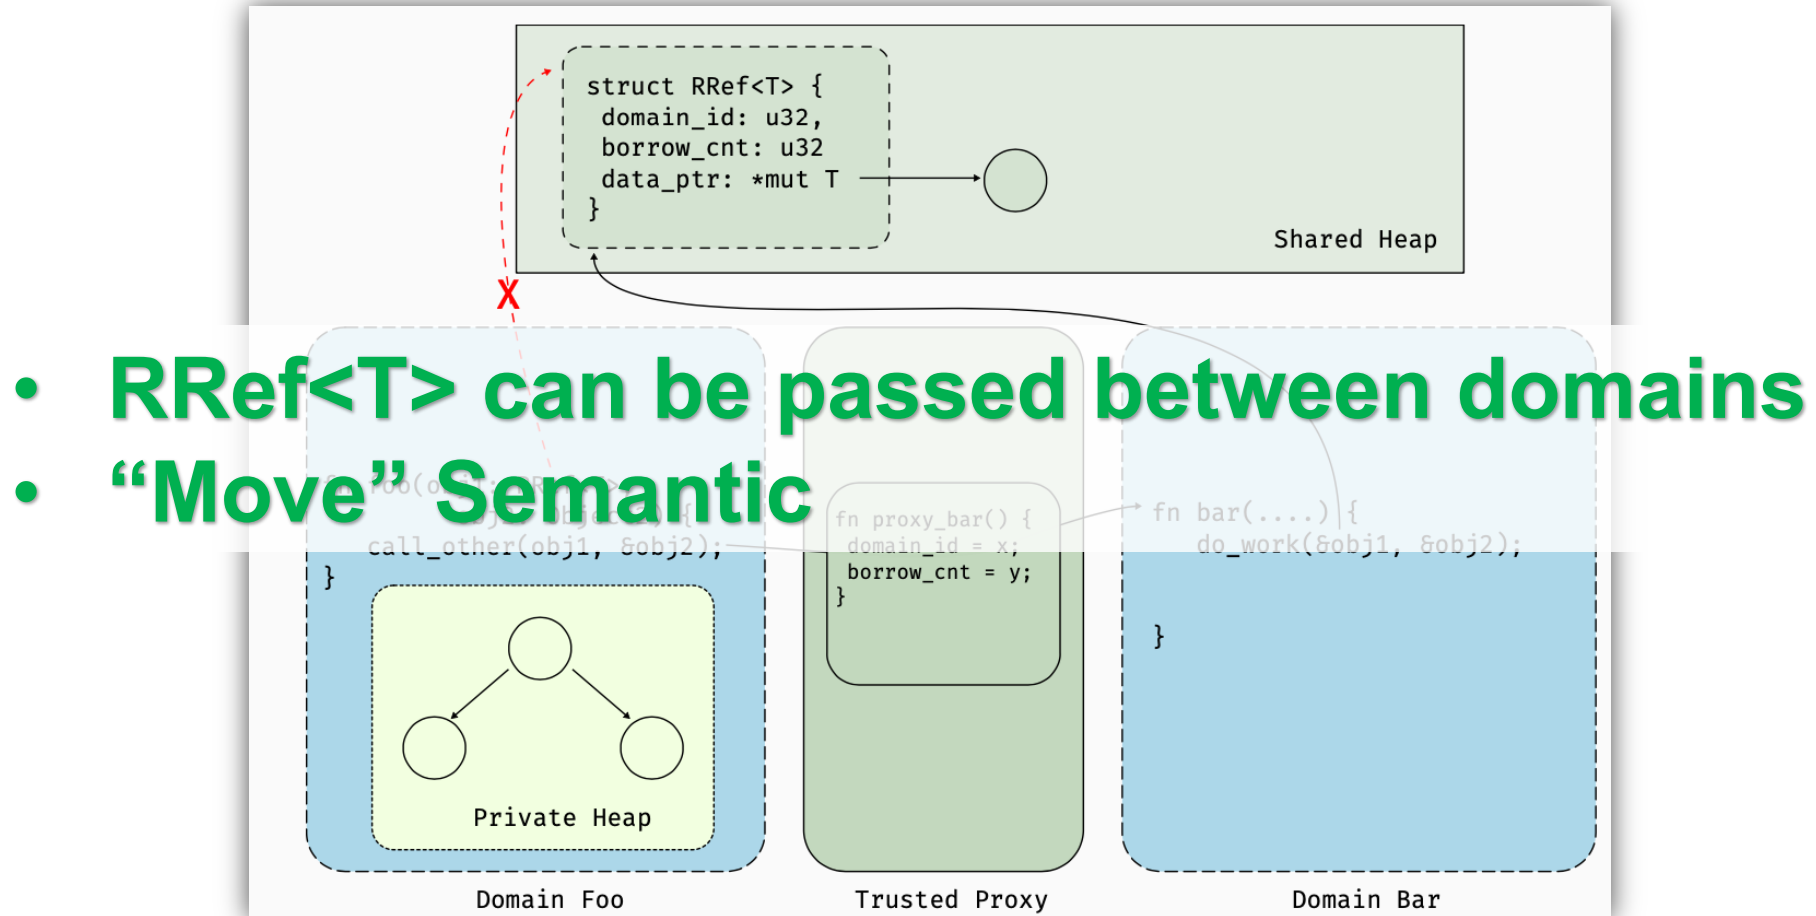 struct RRef<T> {
domain_id: u32,
borrow_cnt: u32
data_ptr: *mut T
}
Shared Heap
X
• RRef<T> can be passed between domains
• “Move” Semantic
call_other(obj1, &obj2);
}
Private Heap
fn proxy_bar() {
domain_id = x;
borrow_cnt = y;
}
fn bar(....) {
do_work(&obj1, &obj2);
}
Domain Foo
Trusted Proxy
Domain Bar